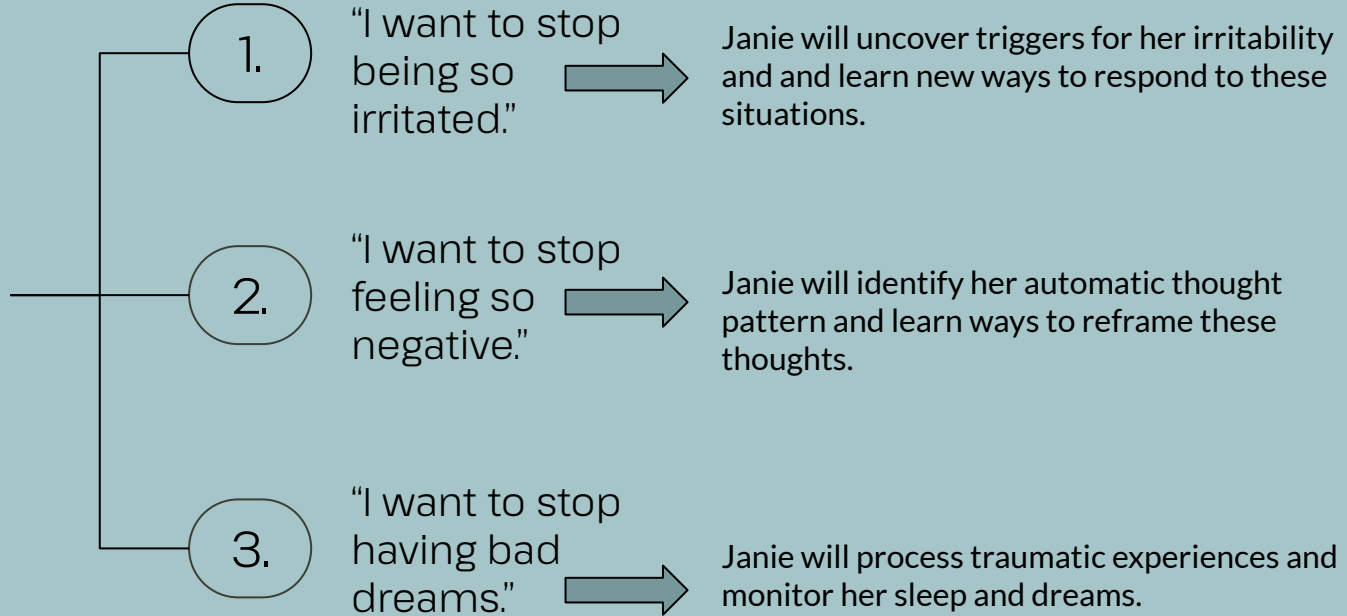 1.
“I want to stop
being so
irritated.”
Janie will uncover triggers for her irritability
and and learn new ways to respond to these
situations.
2.
“I want to stop
feeling so
negative.”
Janie will identify her automatic thought
pattern and learn ways to reframe these
thoughts.
3.
“I want to stop
having bad
dreams.”
Janie will process traumatic experiences and
monitor her sleep and dreams.